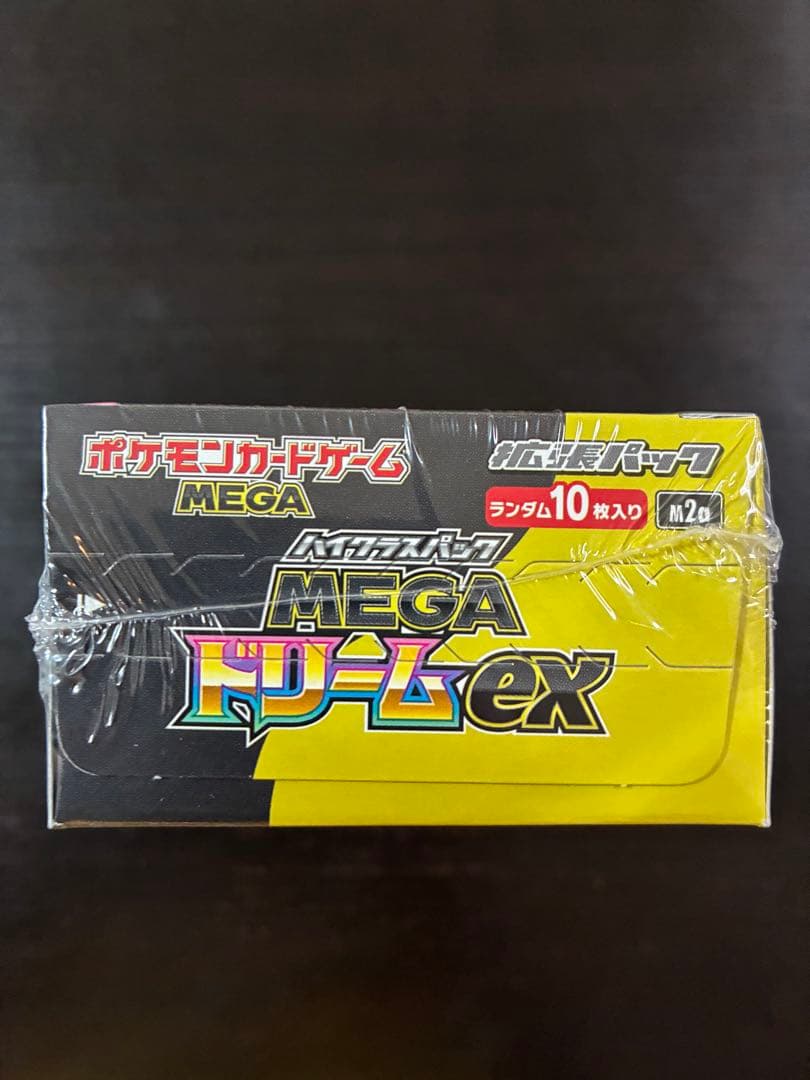 ポケモンカードゲーム
MEGA
拡張パック
ランダム10枚入り
M2a
ハイクラスパック
MEGA
ドリームex